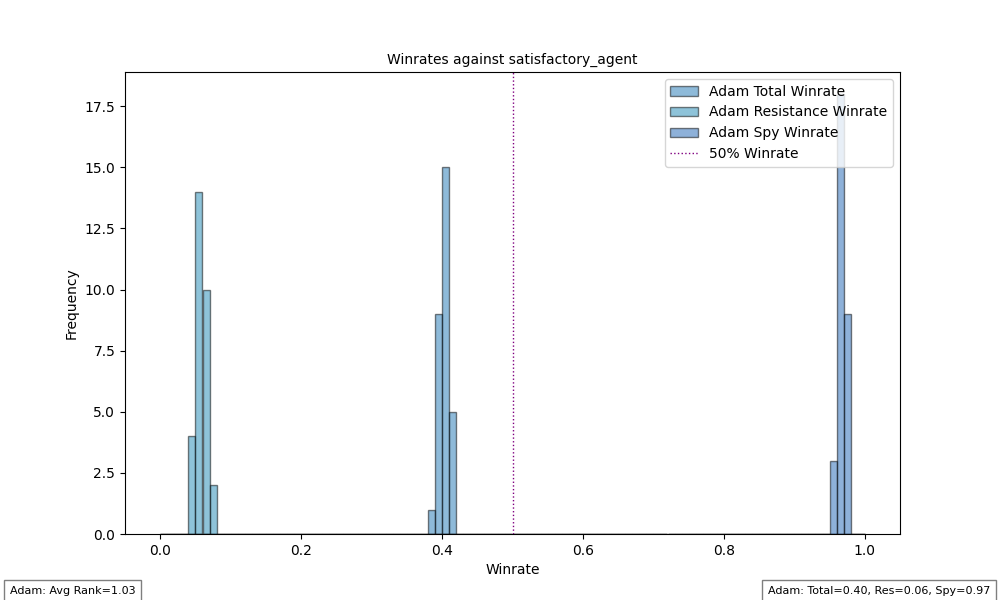 Winrates against satisfactory_agent
Adam Total Winrate
Adam Resistance Winrate
Adam Spy Winrate
50% Winrate
17.5
15.0
12.5
10.0
7.5
5.0
2.5
0.0
Frequency
0.0 0.2 0.4 0.6 0.8 1.0
Winrate
Adam: Avg Rank=1.03
Adam: Total=0.40, Res=0.06, Spy=0.97